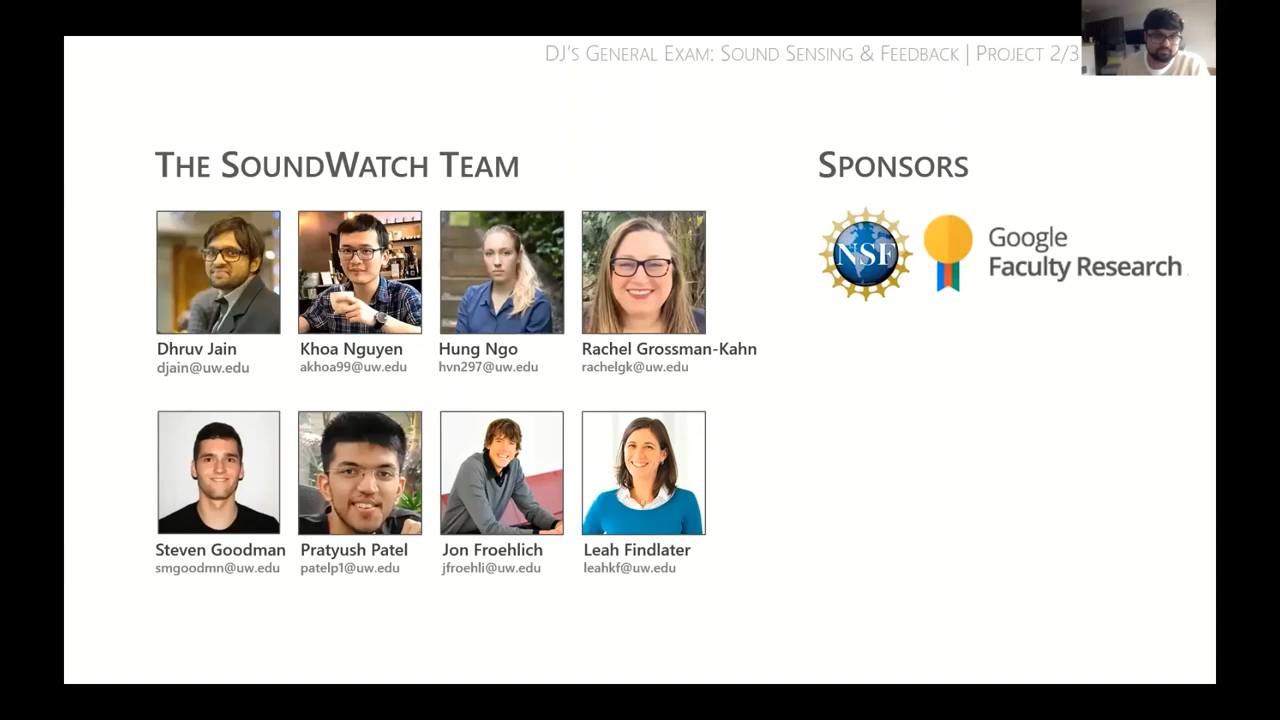 DJ'S GENERAL EXAM: SOUND SENSING & FEEDBACK | PROJECT 2/3
THE SOUNDWATCH TEAM
Dhruv Jain
djain@uw.edu
Khoa Nguyen
akhoa99@uw.edu
Hung Ngo
hvn297@uw.edu
Rachel Grossman-Kahn
rachelgk@uw.edu
Steven Goodman
smgoodmn@uw.edu
Pratyush Patel
patelp1@uw.edu
Jon Froehlich
jfroehli@uw.edu
Leah Findlater
leahkf@uw.edu
SPONSORS
NSF
Google
Faculty Research